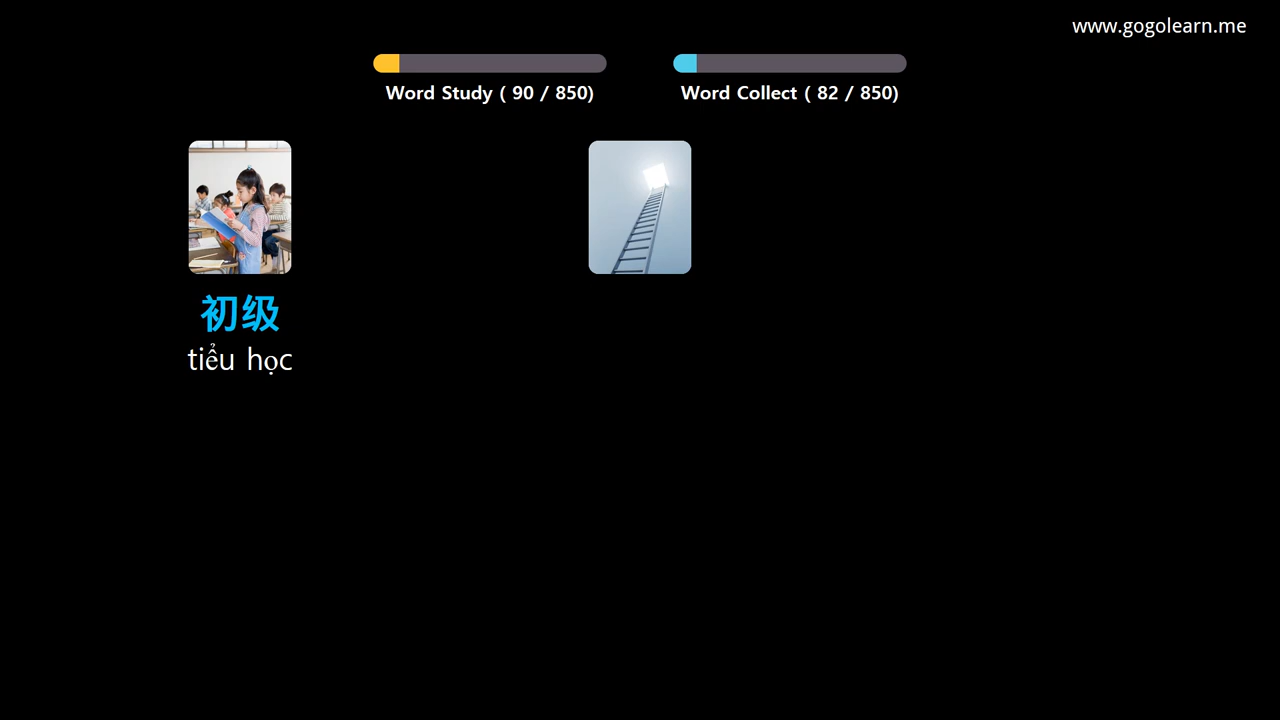 www.gogolearn.me
Word Study ( 90 / 850)
Word Collect ( 82 / 850)
初级
tiểu học